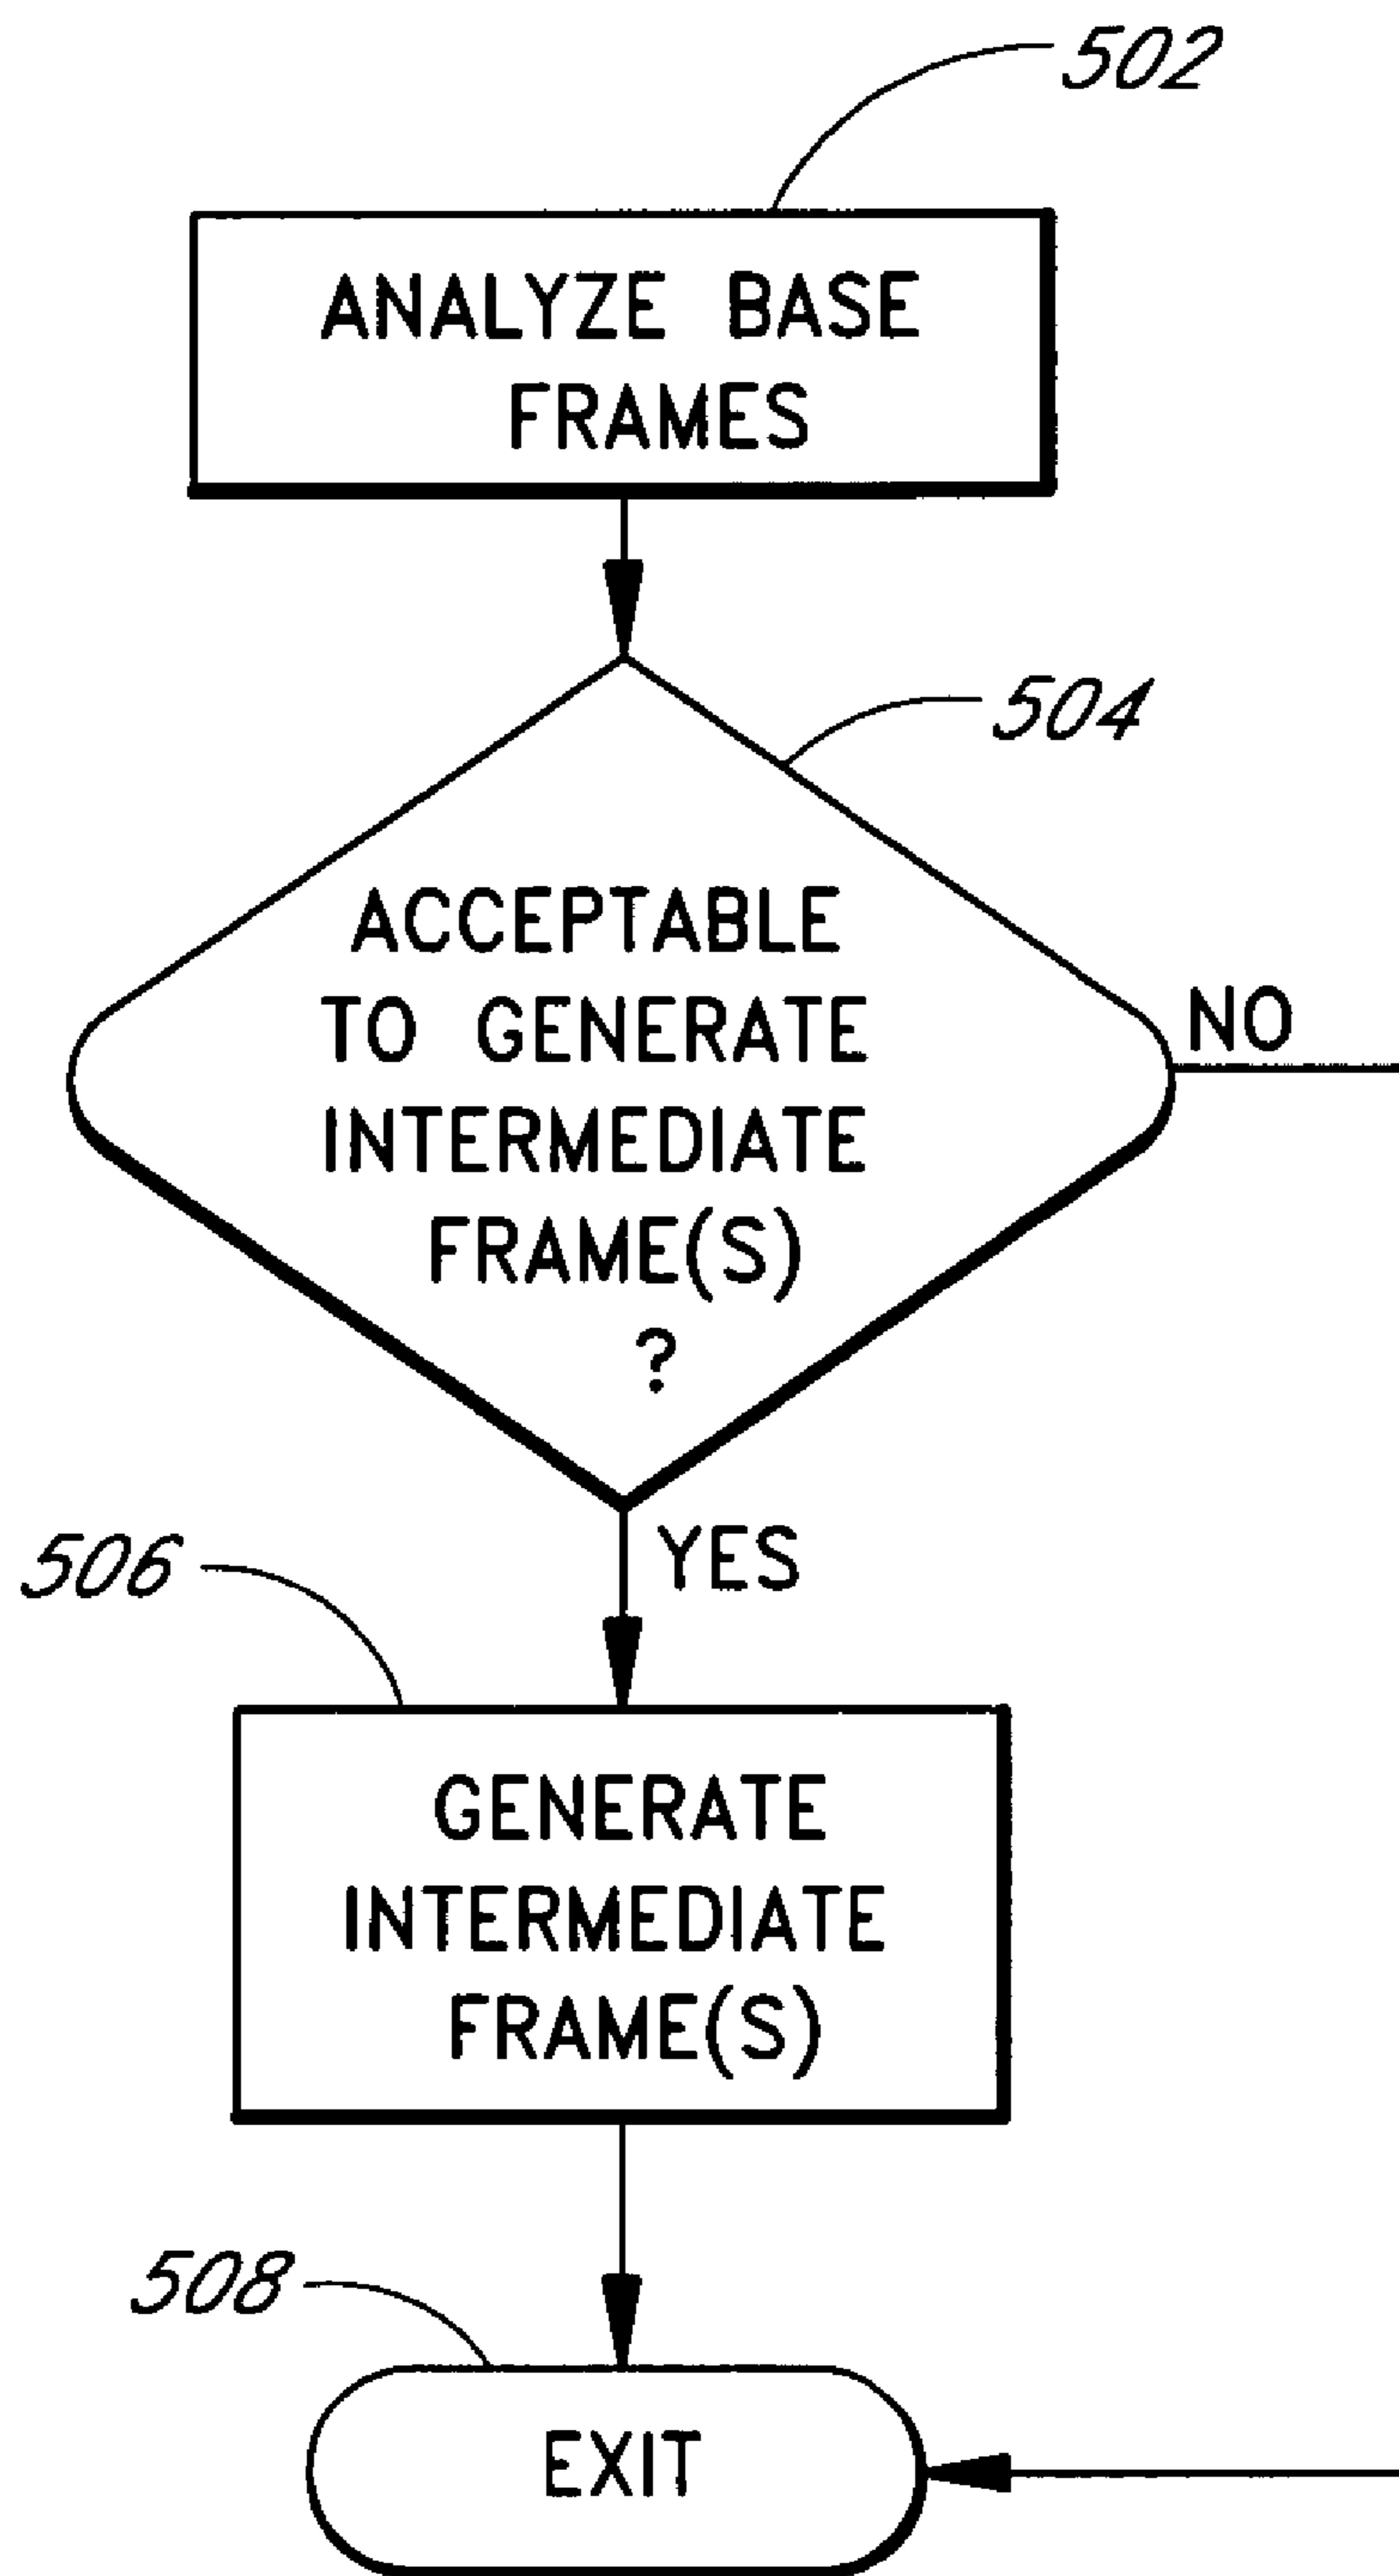 502
ANALYZE BASE
FRAMES
504
ACCEPTABLE
TO GENERATE
INTERMEDIATE
FRAME(S)
?
NO
YES
506
GENERATE
INTERMEDIATE
FRAME(S)
508
EXIT